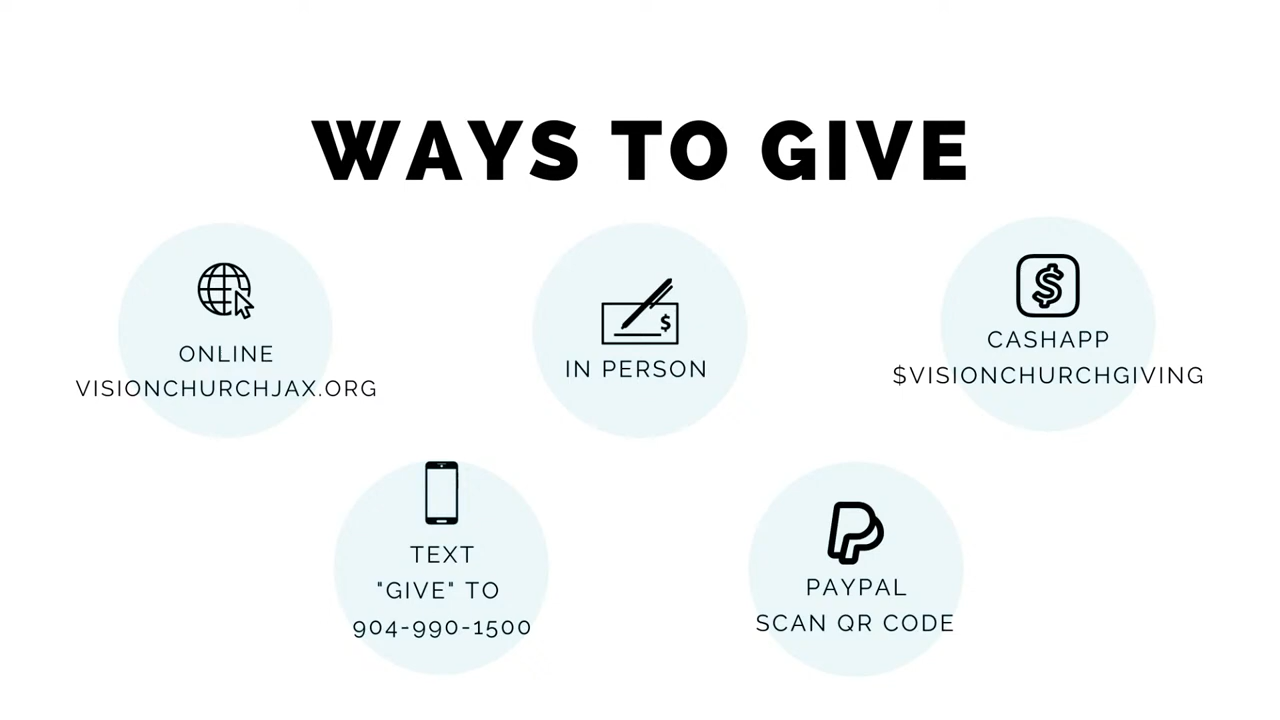 WAYS TO GIVE
ONLINE
VISIONCHURCHJAX.ORG
$
IN PERSON
$
CASHAPP
$VISIONCHURCHGIVING
TEXT
"GIVE" TO
904-990-1500
PAYPAL
SCAN QR CODE